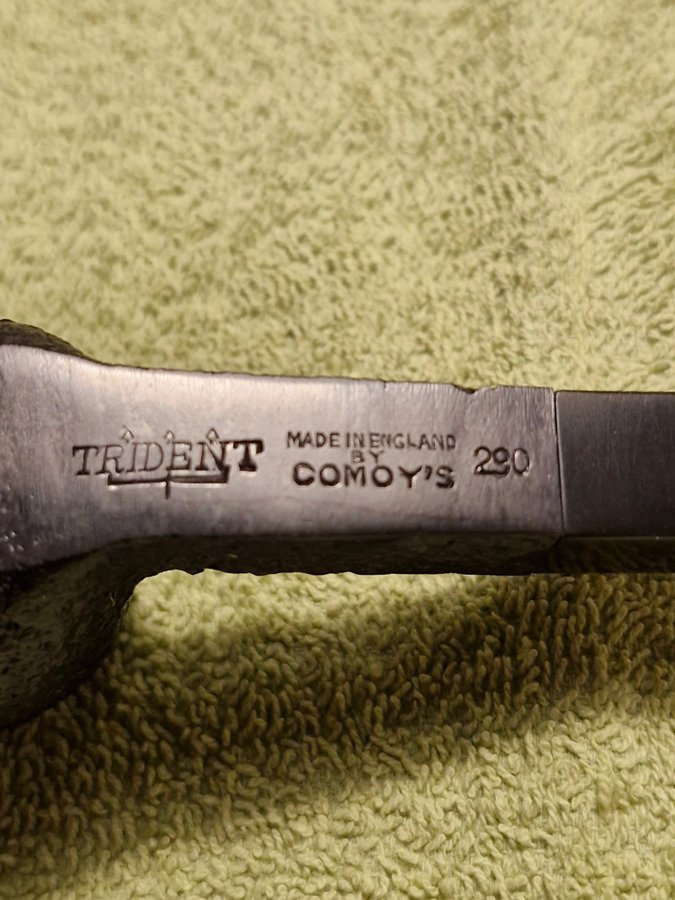 TRIDENT
MADE IN ENGLAND
BY
COMOY'S
290